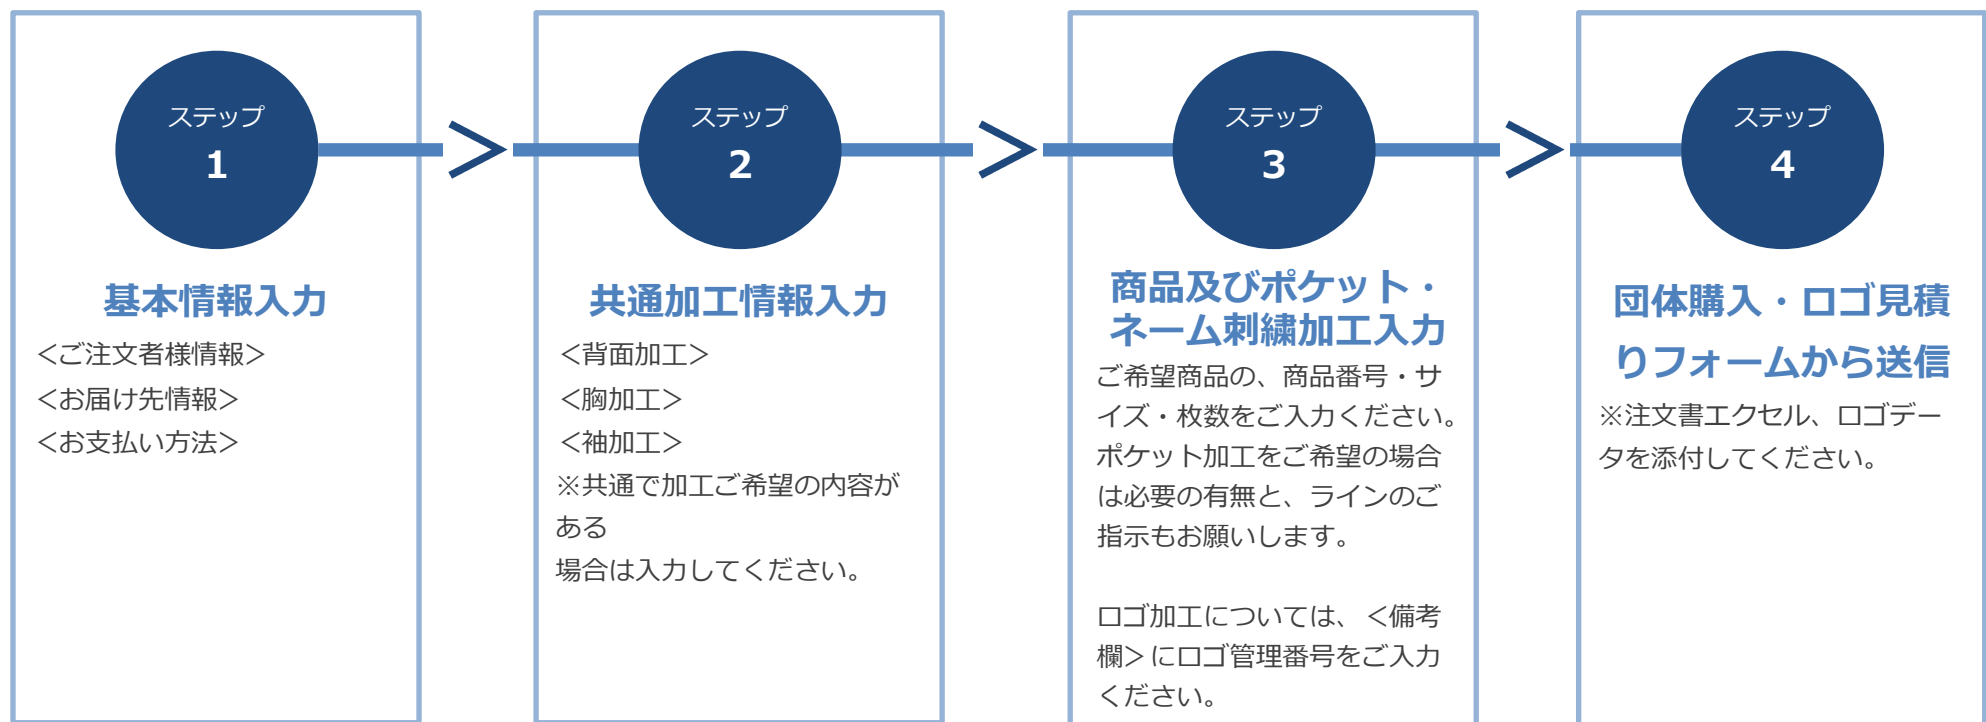 ステップ
1
基本情報入力
＜ご注文者様情報＞
＜お届け先情報＞
＜お支払い方法＞
ステップ
2
共通加工情報入力
＜背面加工＞
＜胸加工＞
＜袖加工＞
※共通で加工ご希望の内容が
ある
場合は入力してください。
ステップ
3
商品及びポケット・
ネーム刺繍加工入力
ご希望商品の、商品番号・サ
イズ・枚数をご入力ください。
ポケット加工をご希望の場合
は必要の有無と、ラインのご
指示もお願いします。
ロゴ加工については、＜備考
欄＞にロゴ管理番号をご入力
ください。
ステップ
4
団体購入・ロゴ見積
りフォームから送信
※注文書エクセル、ロゴデー
タを添付してください。